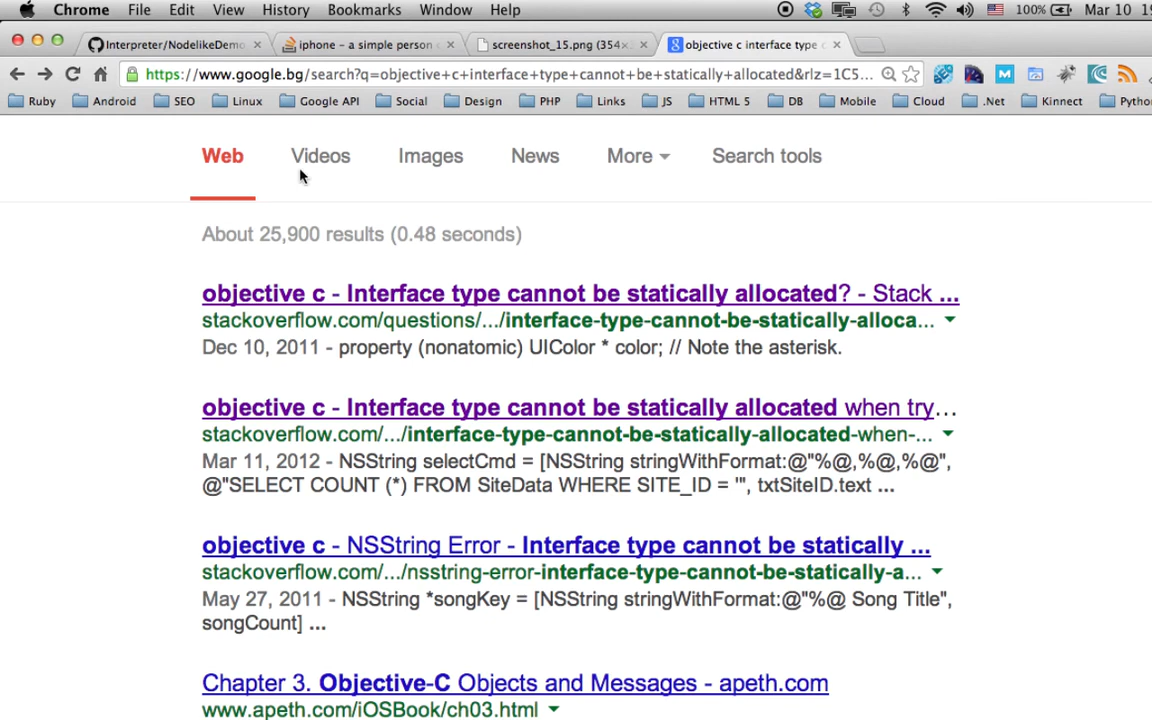 Chrome File Edit View History Bookmarks Window Help 100% Mar 10 19
Interpreter/NodelikeDemo iphone - a simple person screenshot_15.png (354× objective c interface type c
https://www.google.bg/search?q=objective+c+interface+type+cannot+be+statically+allocated&rlz=1C5...
Ruby Android SEO Linux Google API Social Design PHP Links JS HTML 5 DB Mobile Cloud .Net Kinnect Pytho
Web Videos Images News More Search tools
About 25,900 results (0.48 seconds)
objective c - Interface type cannot be statically allocated? - Stack ...
stackoverflow.com/questions/.../interface-type-cannot-be-statically-alloca...
Dec 10, 2011 - property (nonatomic) UIColor * color; // Note the asterisk.
objective c - Interface type cannot be statically allocated when try...
stackoverflow.com/.../interface-type-cannot-be-statically-allocated-when-...
Mar 11, 2012 - NSString selectCmd = [NSString stringWithFormat:@"%@,%@,%@",
@"SELECT COUNT (*) FROM SiteData WHERE SITE_ID = '", txtSiteID.text ...
objective c - NSString Error - Interface type cannot be statically ...
stackoverflow.com/.../nsstring-error-interface-type-cannot-be-statically-a...
May 27, 2011 - NSString *songKey = [NSString stringWithFormat:@"%@ Song Title",
songCount] ...
Chapter 3. Objective-C Objects and Messages - apeth.com
www.apeth.com/iOSBook/ch03.html